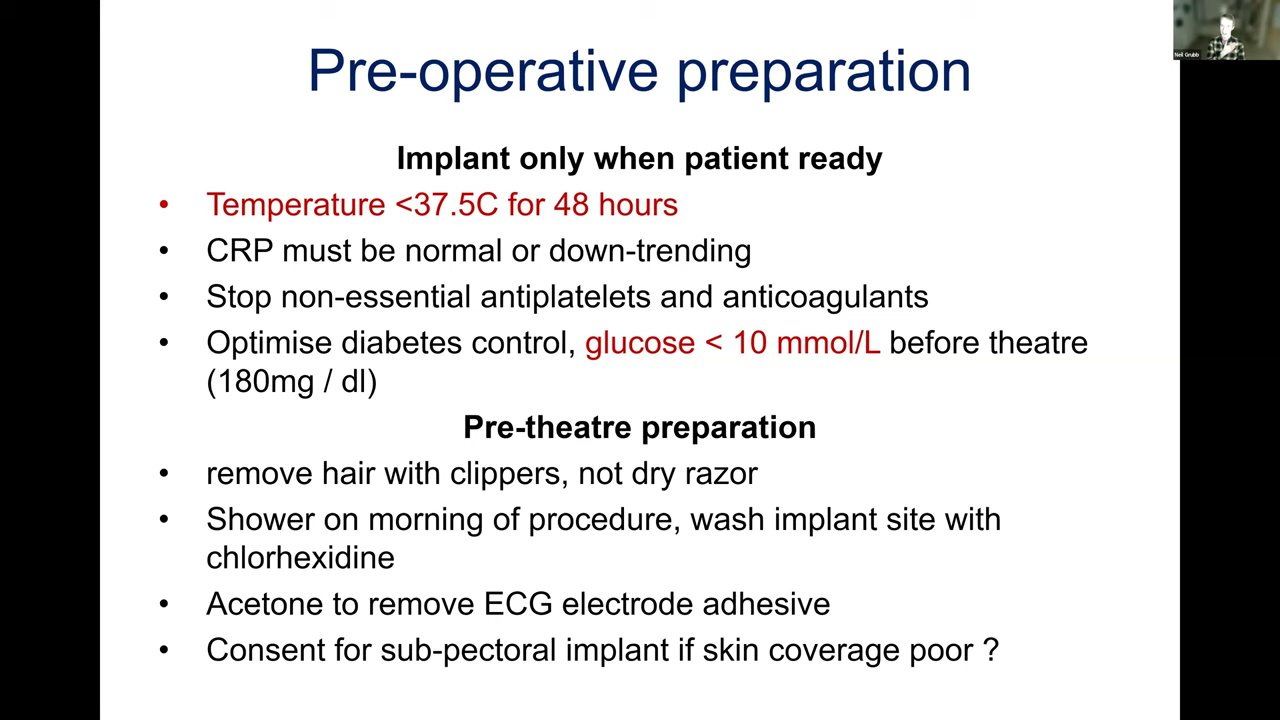 Pre-operative preparation
Neil Grubb
Implant only when patient ready
• Temperature <37.5C for 48 hours
• CRP must be normal or down-trending
• Stop non-essential antiplatelets and anticoagulants
• Optimise diabetes control, glucose < 10 mmol/L before theatre
(180mg / dl)
Pre-theatre preparation
• remove hair with clippers, not dry razor
• Shower on morning of procedure, wash implant site with
chlorhexidine
• Acetone to remove ECG electrode adhesive
• Consent for sub-pectoral implant if skin coverage poor ?